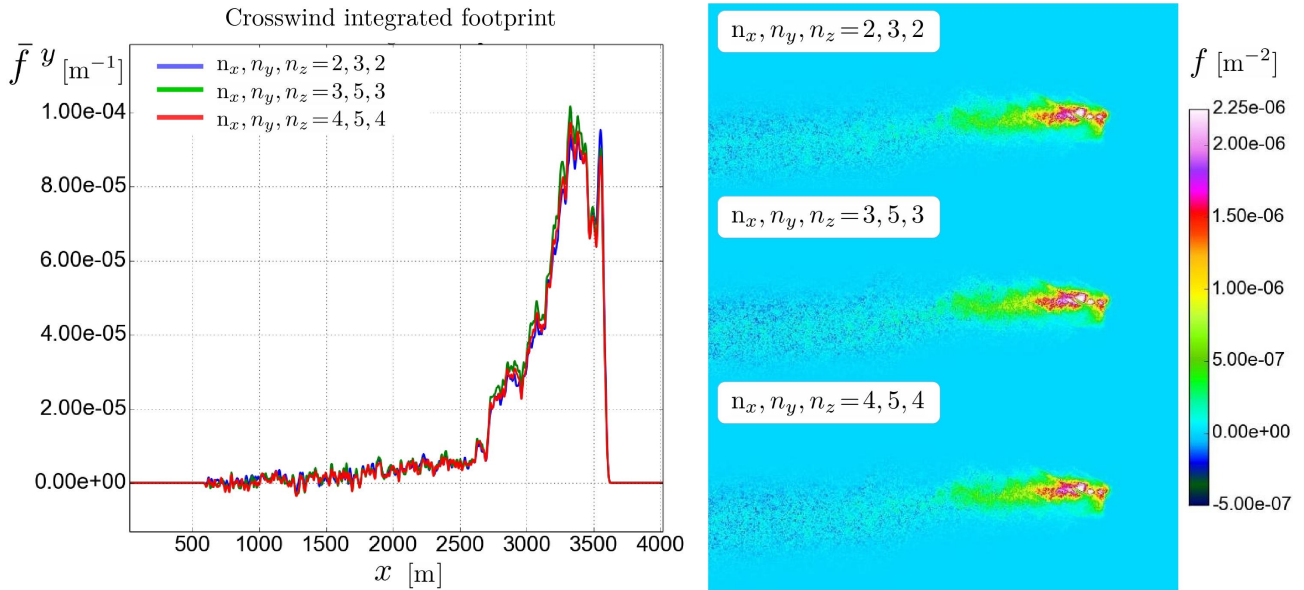 Crosswind integrated footprint
f̄ y [m⁻¹]
nx, ny, nz = 2, 3, 2
nx, ny, nz = 3, 5, 3
nx, ny, nz = 4, 5, 4
1.00e-04
8.00e-05
6.00e-05
4.00e-05
2.00e-05
0.00e+00
500 1000 1500 2000 2500 3000 3500 4000
x [m]
nx, ny, nz = 2, 3, 2
nx, ny, nz = 3, 5, 3
nx, ny, nz = 4, 5, 4
f [m⁻²]
2.25e-06
2.00e-06
1.50e-06
1.00e-06
5.00e-07
0.00e+00
-5.00e-07